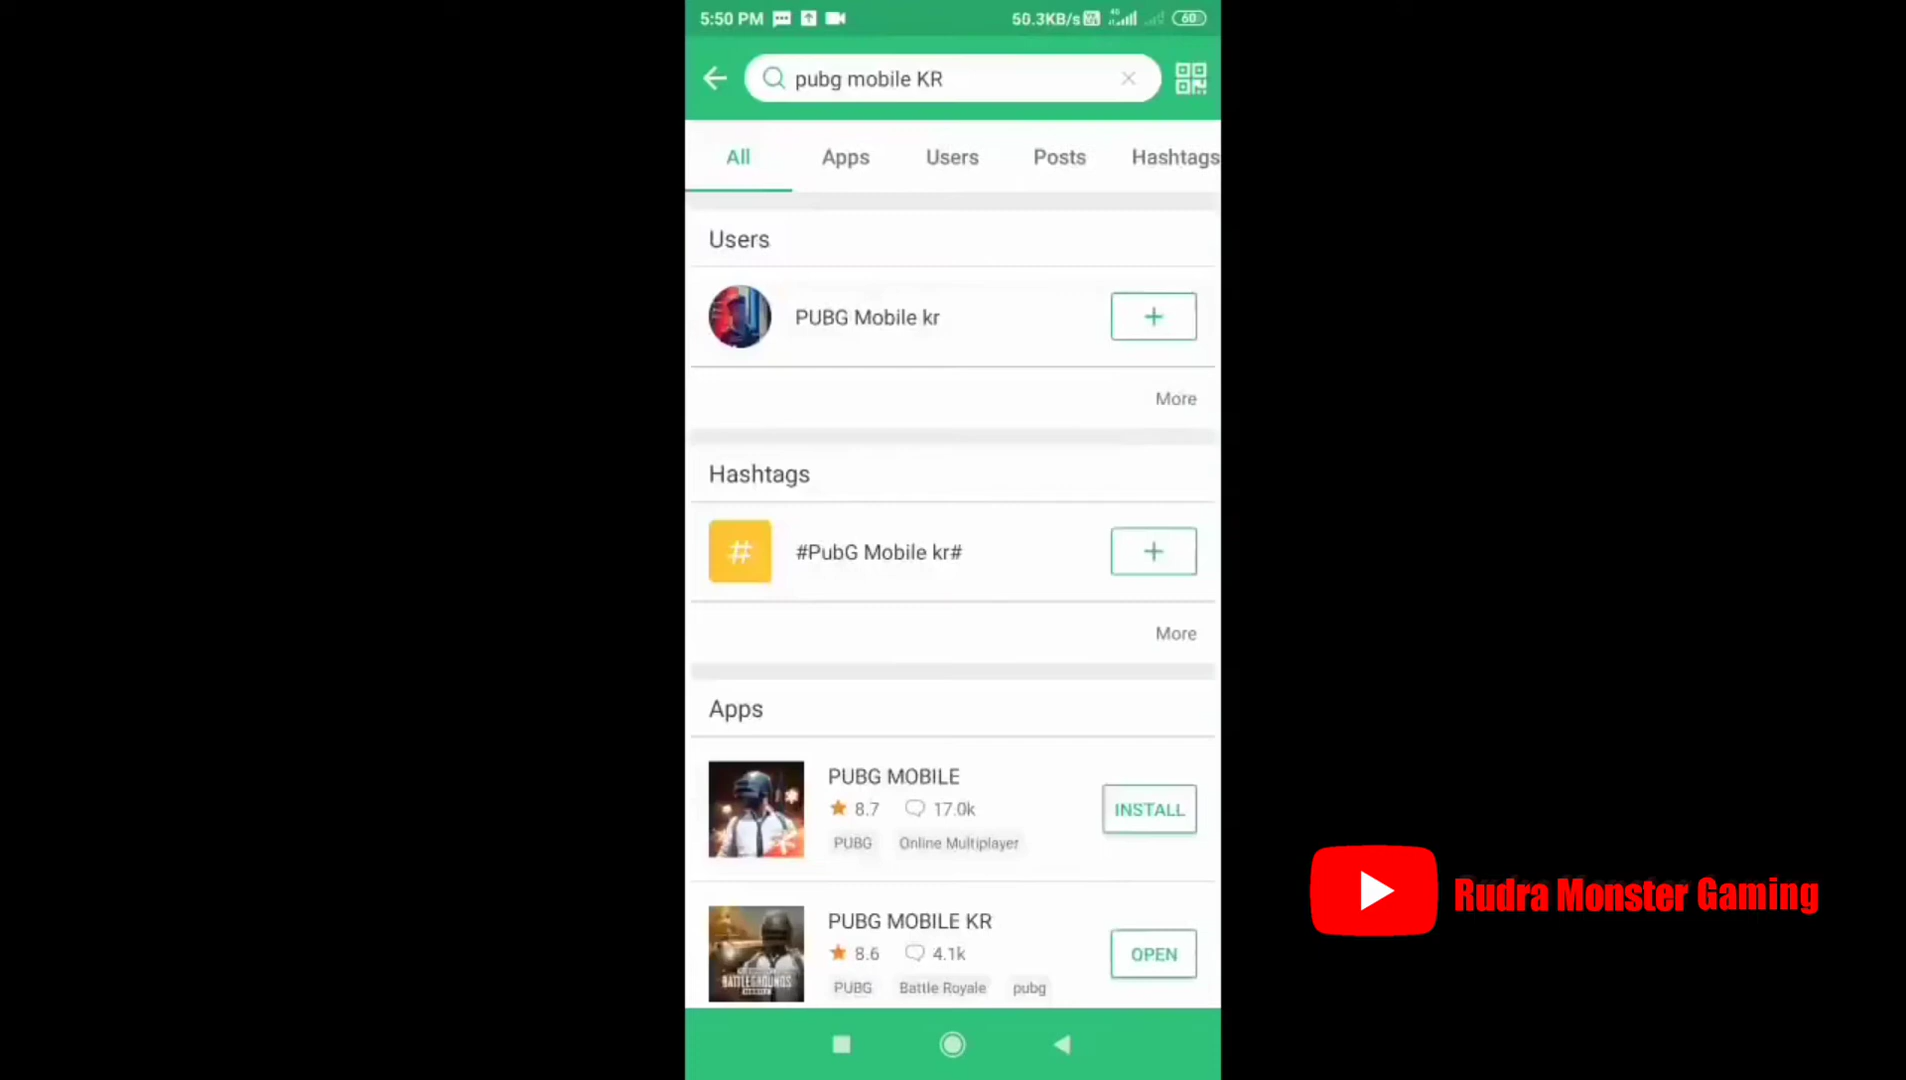 5:50 PM 50.3KB/s 4G 60
pubg mobile KR
All Apps Users Posts Hashtags
Users
PUBG Mobile kr
More
Hashtags
# #PubG Mobile kr#
More
Apps
PUBG MOBILE
8.7 17.0k
INSTALL
PUBG Online Multiplayer
PUBG MOBILE KR
8.6 4.1k
OPEN
BATTLEGROUNDS
PUBG Battle Royale pubg
Rudra Monster Gaming